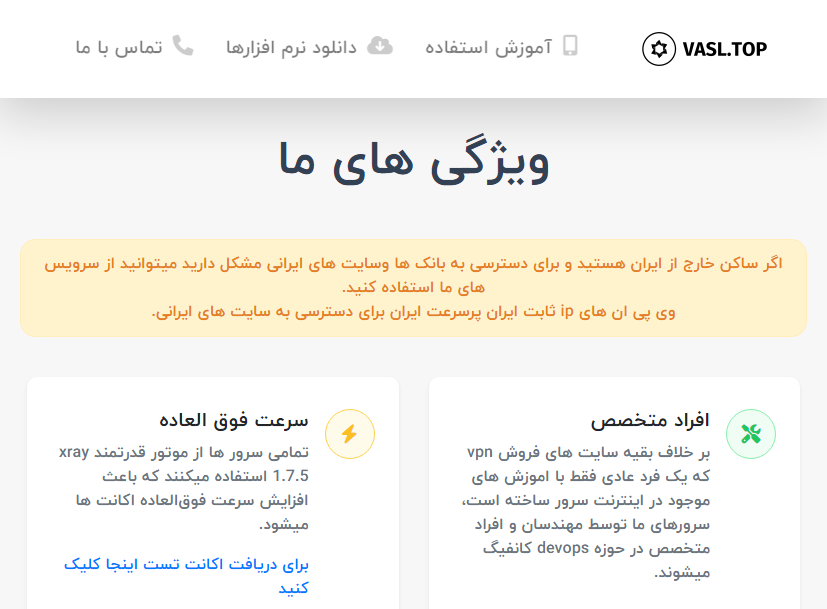 VASL.TOP
آموزش استفاده
دانلود نرم افزارها
تماس با ما
ویژگی های ما
اگر ساکن خارج از ایران هستید و برای دسترسی به بانک ها وسایت های ایرانی مشکل دارید میتوانید از سرویس
های ما استفاده کنید.
وی پی ان های ip ثابت ایران پرسرعت ایران برای دسترسی به سایت های ایرانی.
افراد متخصص
بر خلاف بقیه سایت های فروش vpn
که یک فرد عادی فقط با اموزش های
موجود در اینترنت سرور ساخته است،
سرورهای ما توسط مهندسان و افراد
متخصص در حوزه devops کانفیگ
میشوند.
سرعت فوق العاده
تمامی سرور ها از موتور قدرتمند xray
1.7.5 استفاده میکنند که باعث
افزایش سرعت فوق‌العاده اکانت ها
میشود.
برای دریافت اکانت تست اینجا کلیک
کنید